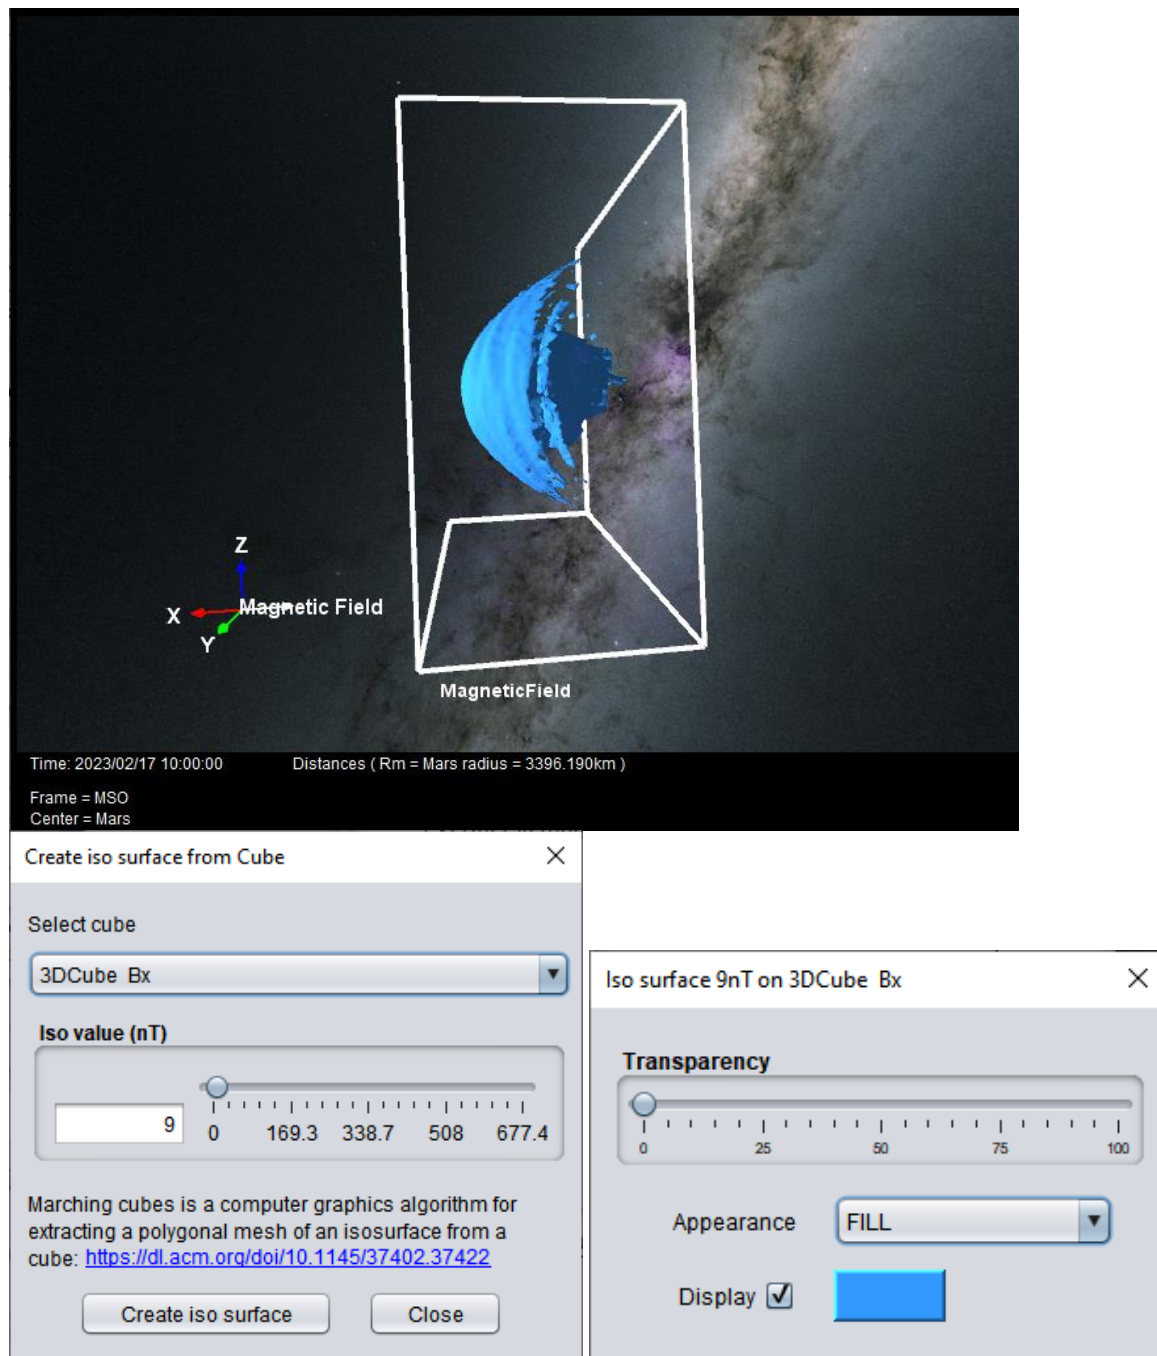 Z
X
Magnetic Field
Y
MagneticField
Time: 2023/02/17 10:00:00 Distances ( Rm = Mars radius = 3396.190km )
Frame = MSO
Center = Mars
Create iso surface from Cube
Select cube
3DCube Bx
Iso value (nT)
9
0 169.3 338.7 508 677.4
Marching cubes is a computer graphics algorithm for
extracting a polygonal mesh of an isosurface from a
cube: https://dl.acm.org/doi/10.1145/37402.37422
Create iso surface Close
Iso surface 9nT on 3DCube Bx
Transparency
0 25 50 75 100
Appearance FILL
Display